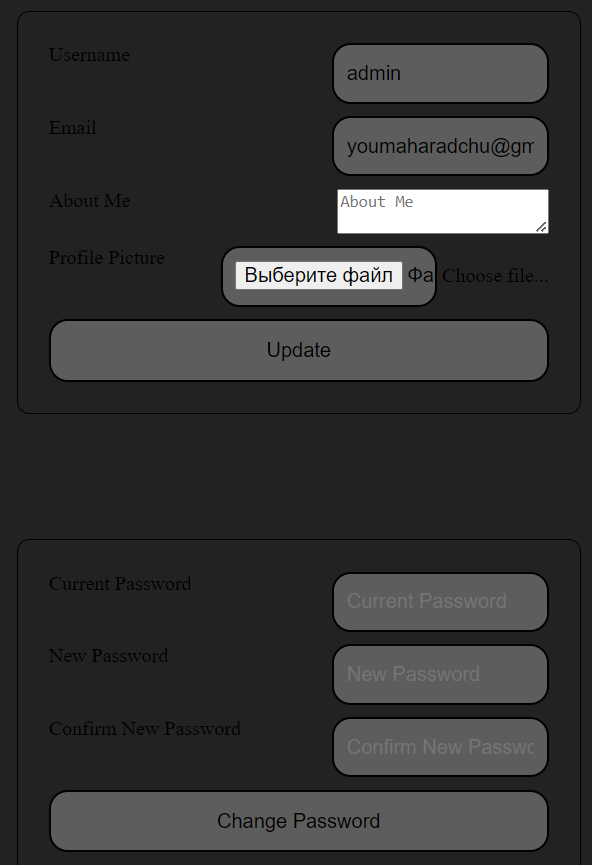 Username
admin
Email
youmaharadchu@gm
About Me
About Me
Profile Picture
Выберите файл Фа Choose file...
Update
Current Password
Current Password
New Password
New Password
Confirm New Password
Confirm New Passwo
Change Password